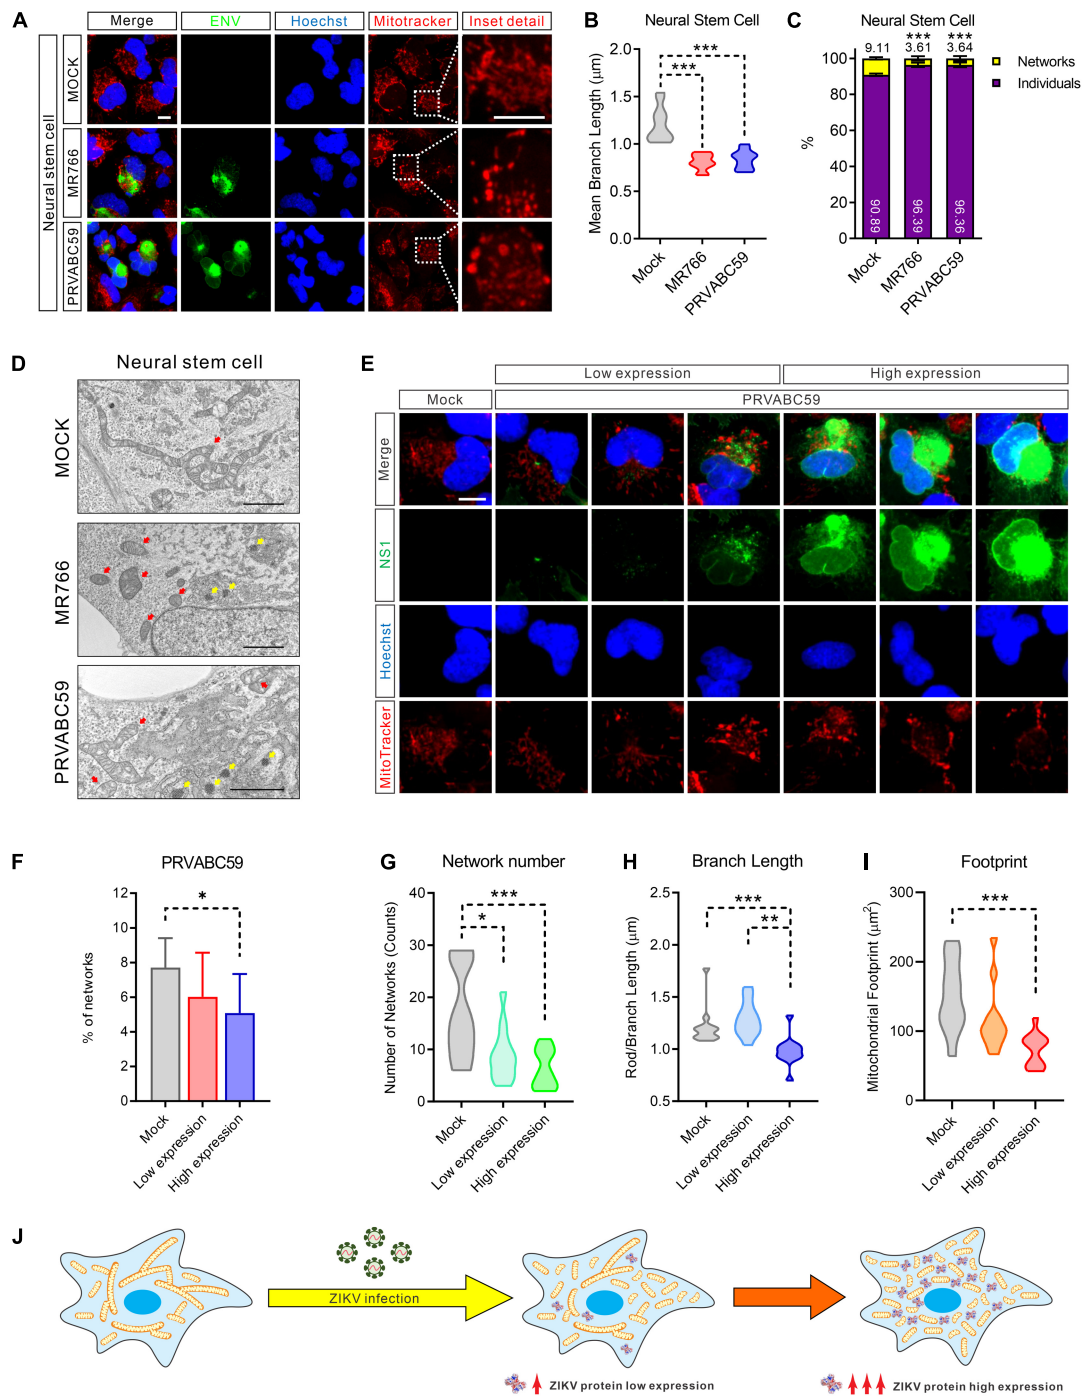 A
Merge
ENV
Hoechst
Mitotracker
Inset detail
Neural stem cell
MOCK
MR766
PRVABC59
B
Neural Stem Cell
Mean Branch Length (μm)
2.0
1.5
1.0
0.5
0.0
***
***
Mock
MR766
PRVABC59
C
Neural Stem Cell
*** ***
9.11 3.61 3.64
%
100
80
60
40
20
0
90.89
96.39
96.36
Mock
MR766
PRVABC59
Networks
Individuals
D
Neural stem cell
MOCK
MR766
PRVABC59
E
Low expression
High expression
Mock
PRVABC59
Merge
NS1
Hoechst
MitoTracker
F
PRVABC59
% of networks
12
10
8
6
4
2
0
*
Mock
Low expression
High expression
G
Network number
Number of Networks (Counts)
40
30
20
10
0
***
*
Mock
Low expression
High expression
H
Branch Length
Rod/Branch Length (μm)
2.5
2.0
1.5
1.0
0.5
***
**
Mock
Low expression
High expression
I
Footprint
Mitochondrial Footprint (μm²)
300
200
100
0
***
Mock
Low expression
High expression
J
ZIKV infection
ZIKV protein low expression
ZIKV protein high expression